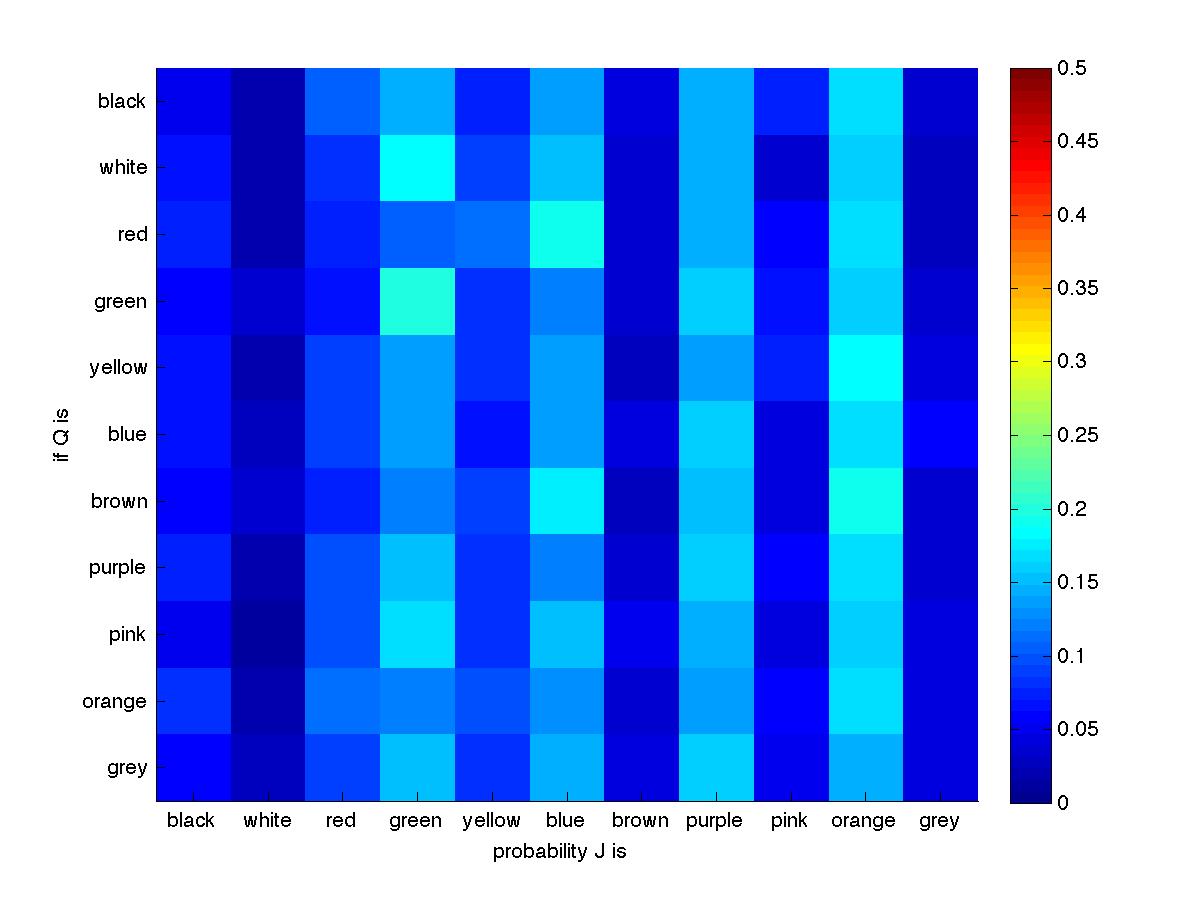 black
white
red
green
yellow
blue
brown
purple
pink
orange
grey
if Q is
black white red green yellow blue brown purple pink orange grey
probability J is
0.5
0.45
0.4
0.35
0.3
0.25
0.2
0.15
0.1
0.05
0